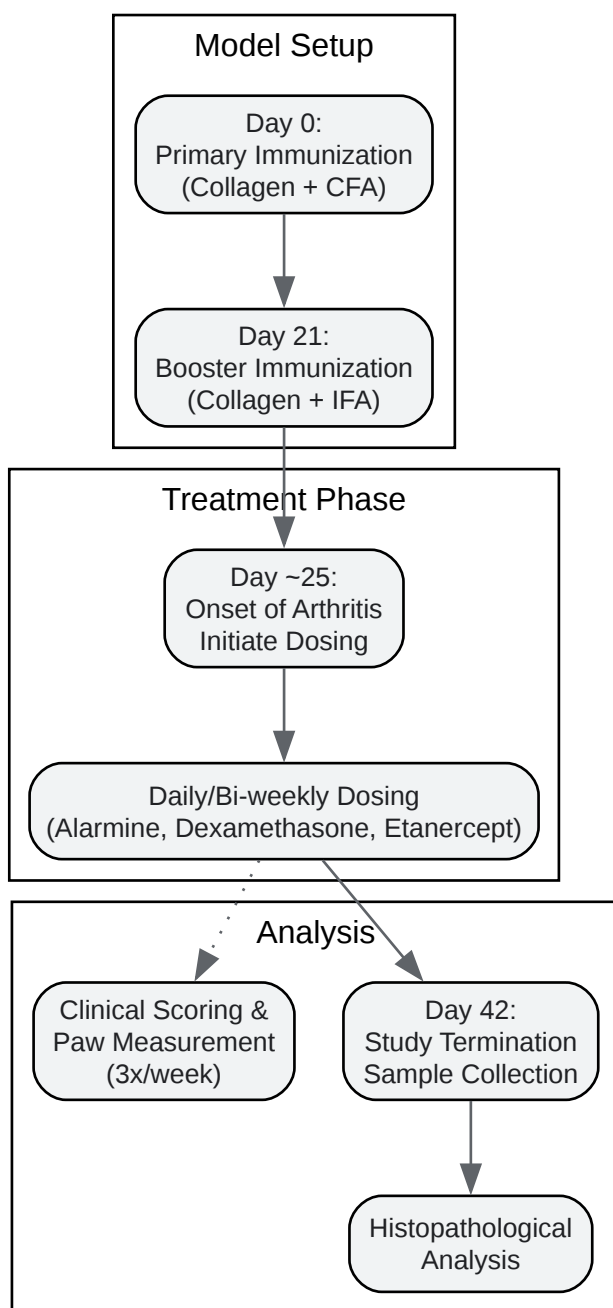 Model Setup
Day 0:
Primary Immunization
(Collagen + CFA)
Day 21:
Booster Immunization
(Collagen + IFA)
Treatment Phase
Day ~25:
Onset of Arthritis
Initiate Dosing
Daily/Bi-weekly Dosing
(Alarmine, Dexamethasone, Etanercept)
Analysis
Clinical Scoring &
Paw Measurement
(3x/week)
Day 42:
Study Termination
Sample Collection
Histopathological
Analysis